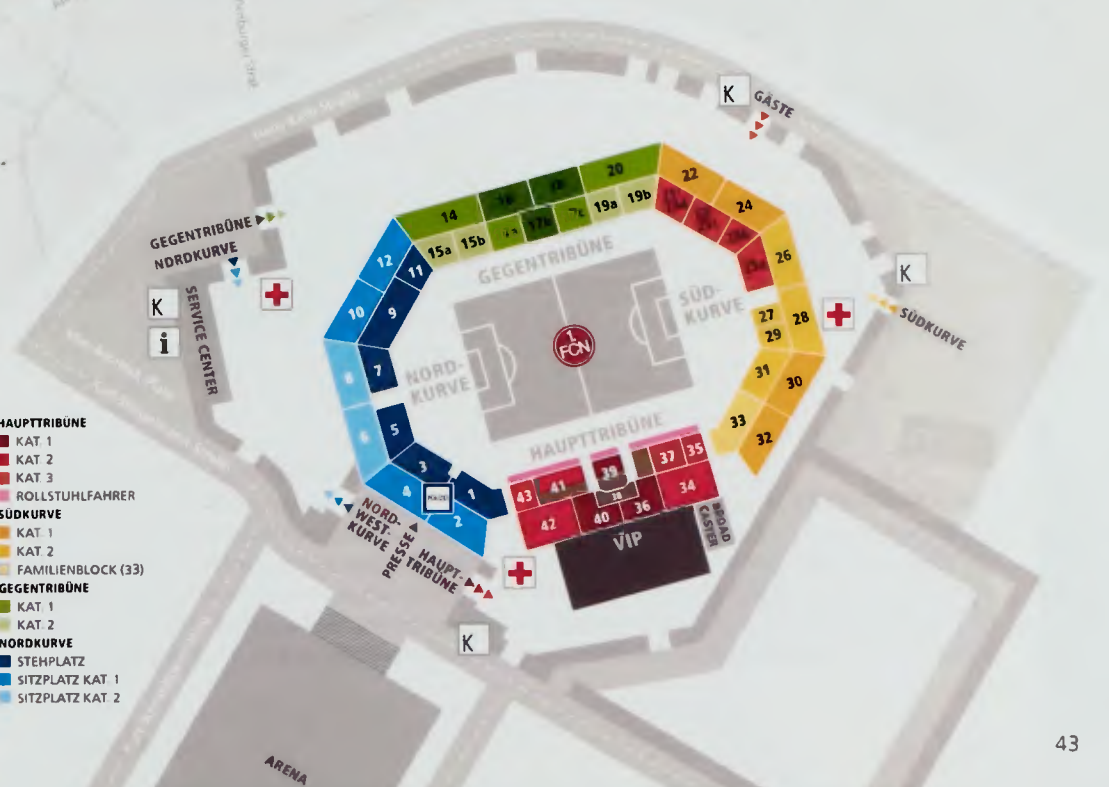 K
GÄSTE
22
20
24
14
19a
19b
15a
15b
17b
GEGENTRIBÜNE
NORDKURVE
GEGENTRIBÜNE
12
11
26
K
K
i
SERVICE CENTER
10
9
SÜD-
KURVE
27
28
29
SÜDKURVE
1.
FCN
8
7
NORD-
KURVE
31
30
6
5
33
32
HAUPTTRIBÜNE
3
4
1
2
43
41
39
37
35
38
34
42
40
36
VIP
BROAD
CASTER
NORD-
WEST-
KURVE
PRESSE
HAUPT-
TRIBÜNE
K
HAUPTTRIBÜNE
KAT. 1
KAT. 2
KAT. 3
ROLLSTUHLFAHRER
SÜDKURVE
KAT. 1
KAT. 2
FAMILIENBLOCK (33)
GEGENTRIBÜNE
KAT. 1
KAT. 2
NORDKURVE
STEHPLATZ
SITZPLATZ KAT. 1
SITZPLATZ KAT. 2
ARENA
43